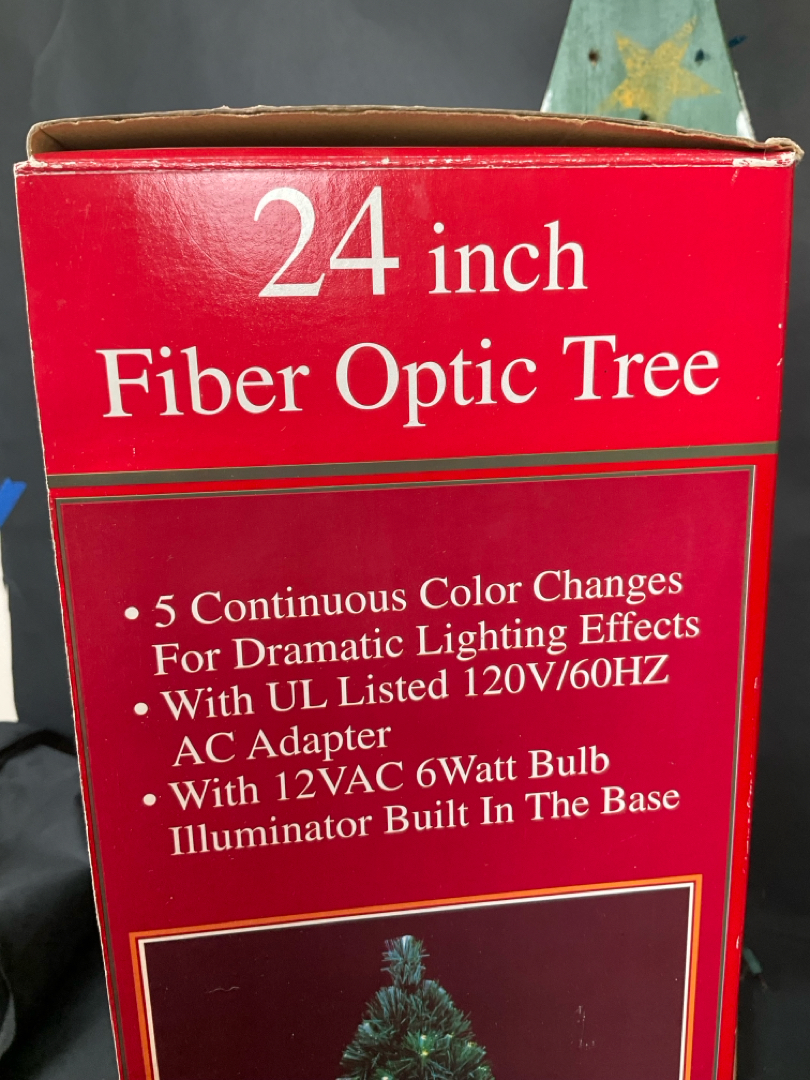 24 inch
Fiber Optic Tree
• 5 Continuous Color Changes
For Dramatic Lighting Effects
• With UL Listed 120V/60HZ
AC Adapter
• With 12VAC 6Watt Bulb
Illuminator Built In The Base